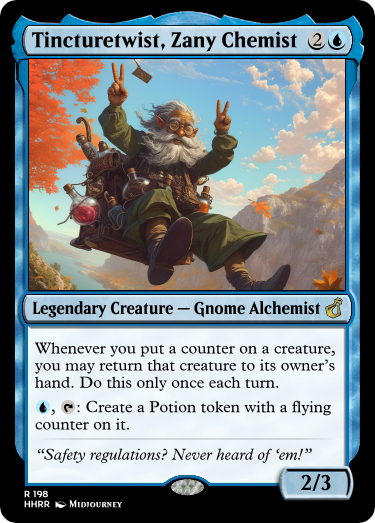 Tincturetwist, Zany Chemist 2
Legendary Creature — Gnome Alchemist
Whenever you put a counter on a creature,
you may return that creature to its owner's
hand. Do this only once each turn.
, : Create a Potion token with a flying
counter on it.
“Safety regulations? Never heard of ‘em!”
2/3
R 198
HHRR Midjourney